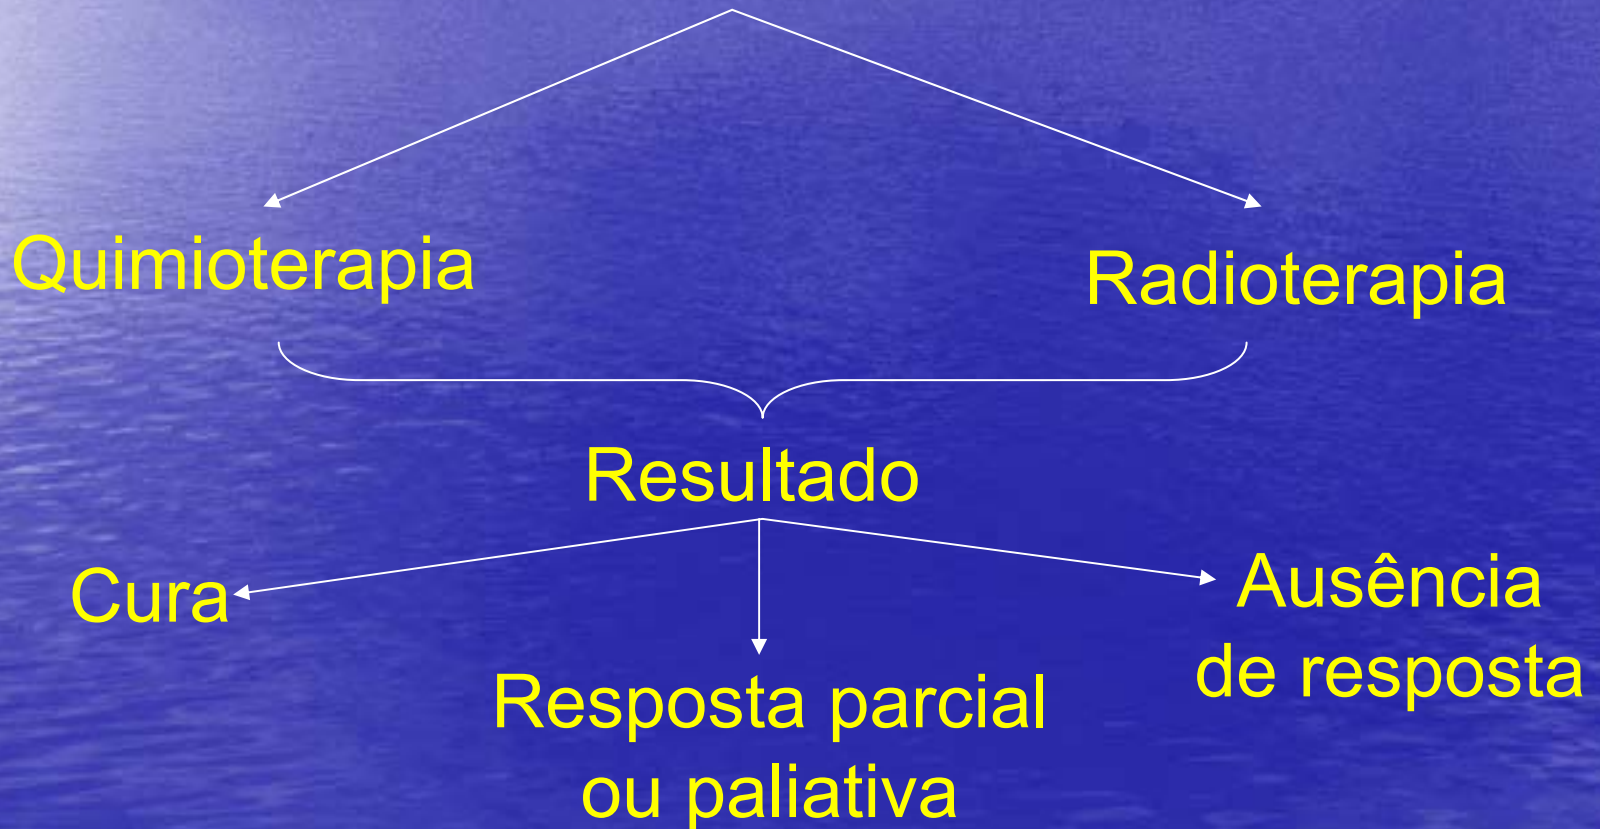 Quimioterapia
Radioterapia
Resultado
Cura
Ausência
de resposta
Resposta parcial
ou paliativa